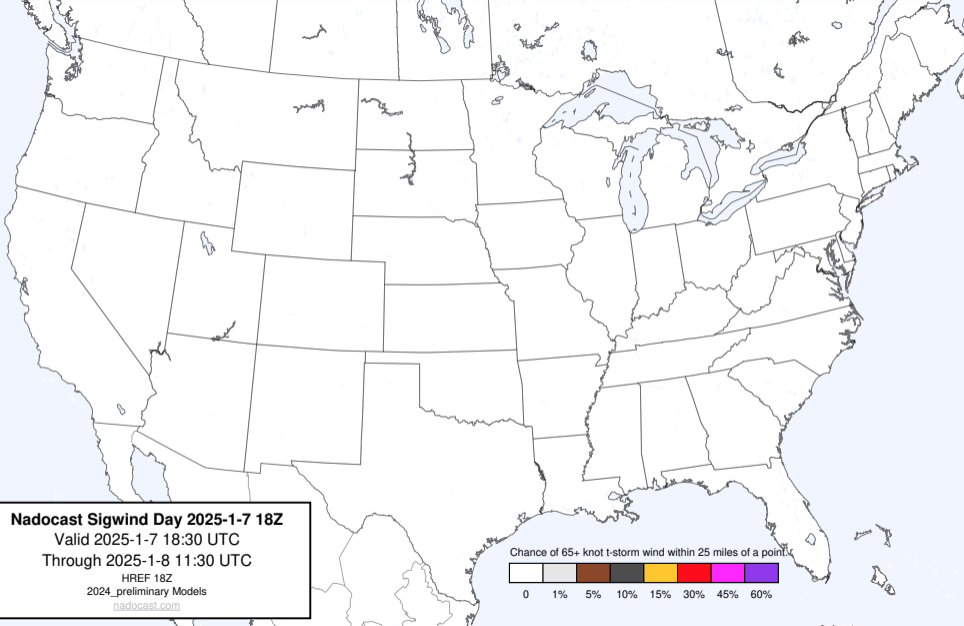 Nadocast Sigwind Day 2025-1-7 18Z
Valid 2025-1-7 18:30 UTC
Through 2025-1-8 11:30 UTC
HREF 18Z
2024_preliminary Models
nadocast.com
Chance of 65+ knot t-storm wind within 25 miles of a point.
0 1% 5% 10% 15% 30% 45% 60%